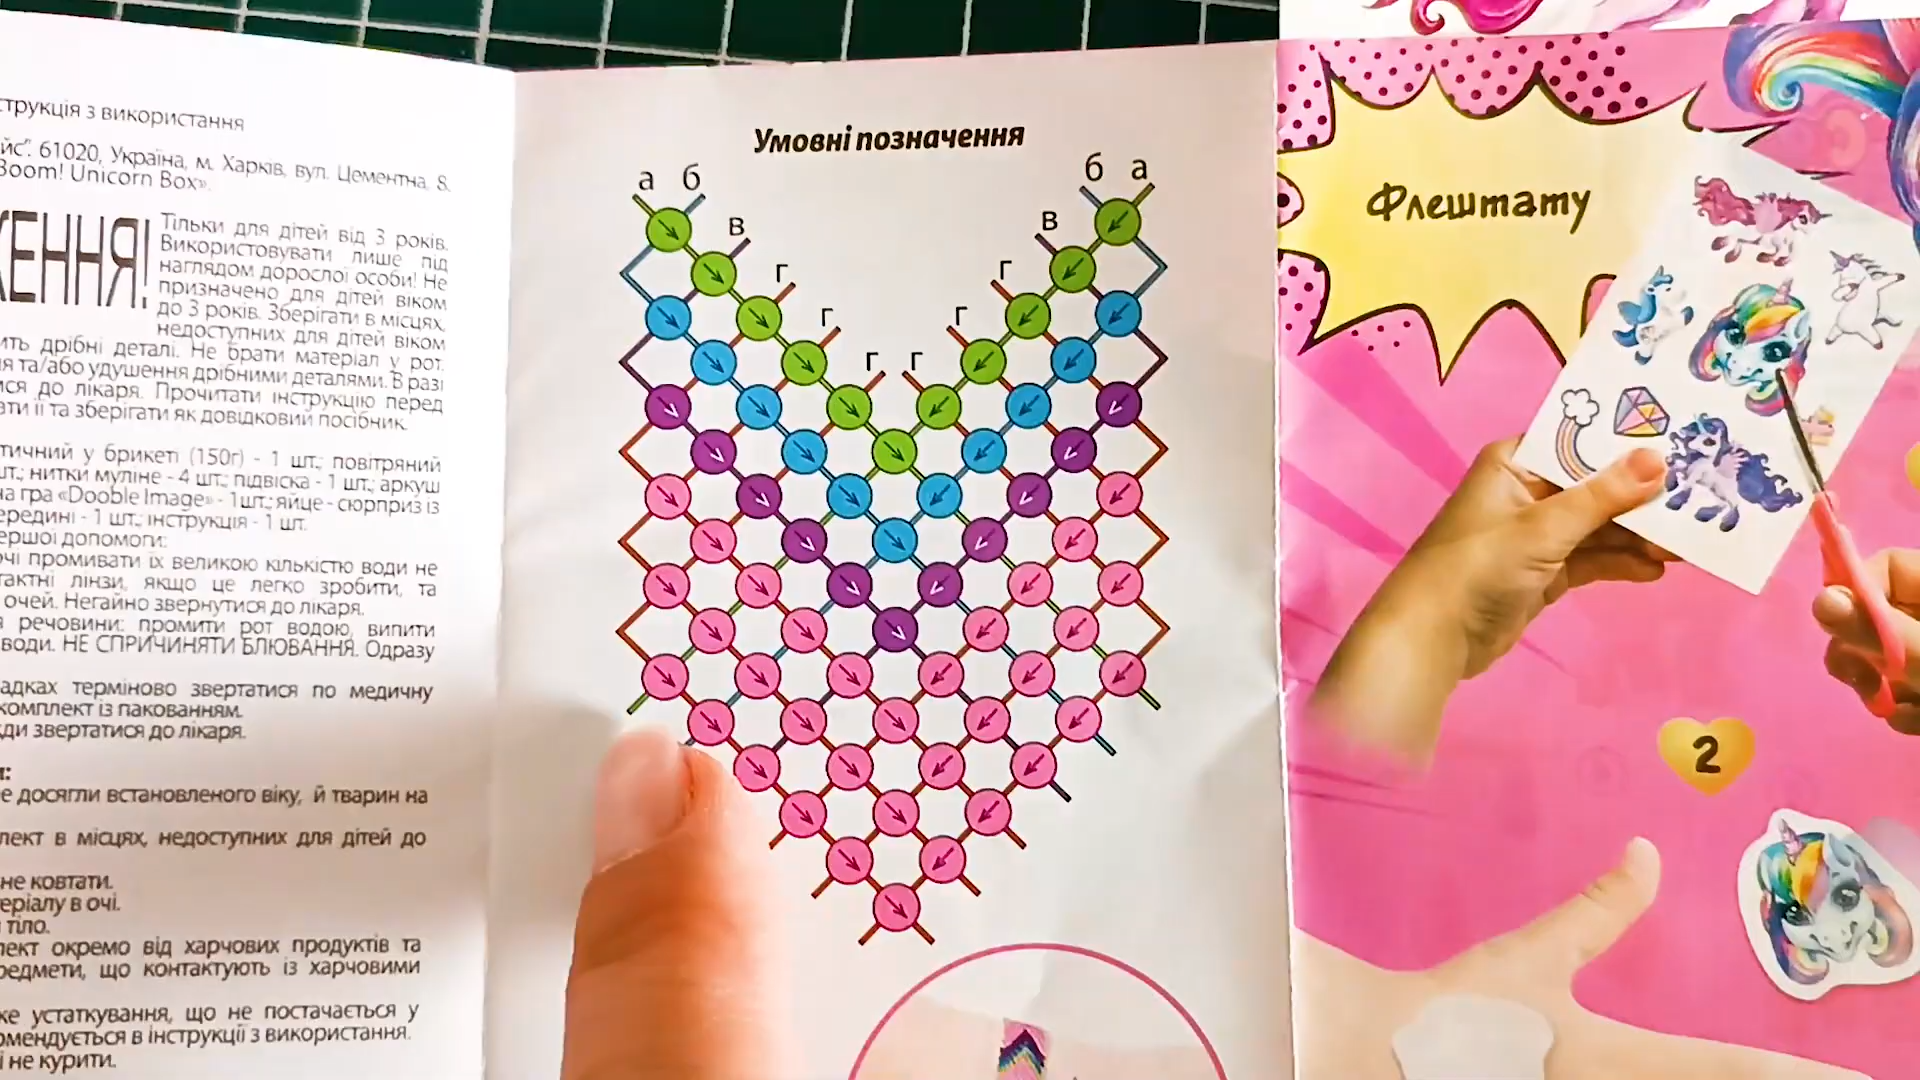 струкція з використання
йс". 61020, Україна, м. Харків, вул. Цементна, 8.
Boom! Unicorn Box».
ЖЕННЯ!
Тільки для дітей від 3 років.
Використовувати лише під
наглядом дорослої особи! Не
призначено для дітей віком
до 3 років. Зберігати в місцях,
недоступних для дітей віком
ить дрібні деталі. Не брати матеріал у рот.
ня та/або удушення дрібними деталями. В разі
ися до лікаря. Прочитати інструкцію перед
ати її та зберігати як довідковий посібник.
тичний у брикеті (150г) - 1 шт.; повітряний
шт.; нитки муліне - 4 шт.; підвіска - 1 шт.; аркуш
на гра «Dooble Image» - 1шт.; яйце - сюрприз із
ередині - 1 шт.; інструкція - 1 шт.
ершої допомоги:
очі промивати їх великою кількістю води не
тактні лінзи, якщо це легко зробити, та
очей. Негайно звернутися до лікаря.
я речовини: промити рот водою, випити
води. НЕ СПРИЧИНЯТИ БЛЮВАННЯ. Одразу
адках терміново звертатися по медичну
комплект із пакованням.
ди звертатися до лікаря.
и:
е досягли встановленого віку, й тварин на
лект в місцях, недоступних для дітей до
не ковтати.
еріалу в очі.
тіло.
лект окремо від харчових продуктів та
редмети, що контактують із харчовими
ке устаткування, що не постачається у
омендується в інструкції з використання.
і не курити.
Умовні позначення
а б б а
в в
г г
г г
г г
Флештату
2